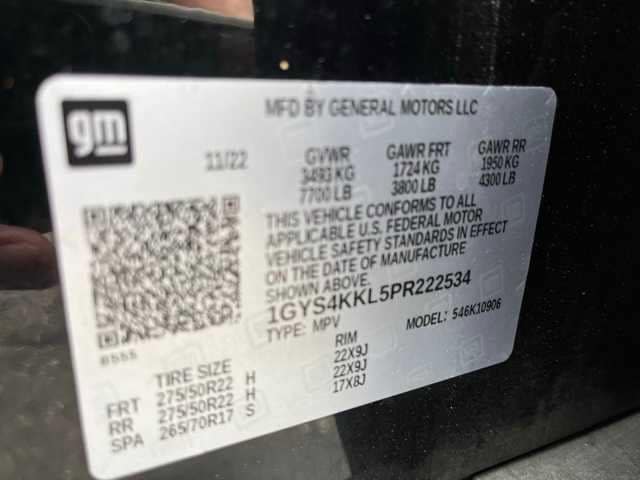 gm
MFD BY GENERAL MOTORS LLC
11/22 GVWR GAWR FRT GAWR RR
3493 KG 1724 KG 1950 KG
7700 LB 3800 LB 4300 LB
THIS VEHICLE CONFORMS TO ALL
APPLICABLE U.S. FEDERAL MOTOR
VEHICLE SAFETY STANDARDS IN EFFECT
ON THE DATE OF MANUFACTURE
SHOWN ABOVE.
1GYS4KKL5PR222534
TYPE: MPV MODEL: 546K10906
B555
TIRE SIZE RIM
FRT 275/50R22 H 22X9J
RR 275/50R22 H 22X9J
SPA 265/70R17 S 17X8J